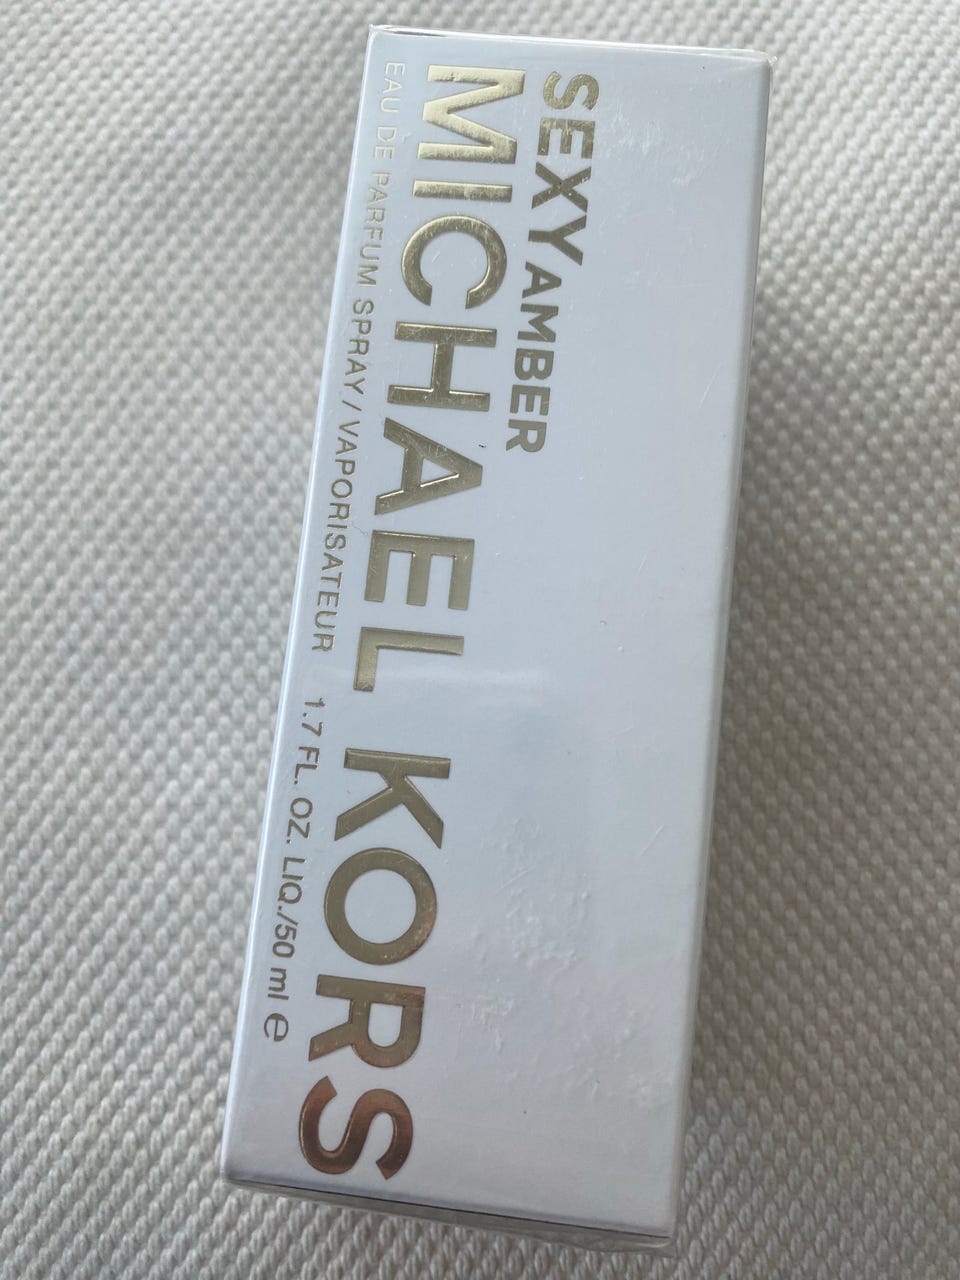 SEXY AMBER
MICHAEL KORS
EAU DE PARFUM SPRAY / VAPORISATEUR 1.7 FL. OZ. LIQ./50 ml ℮